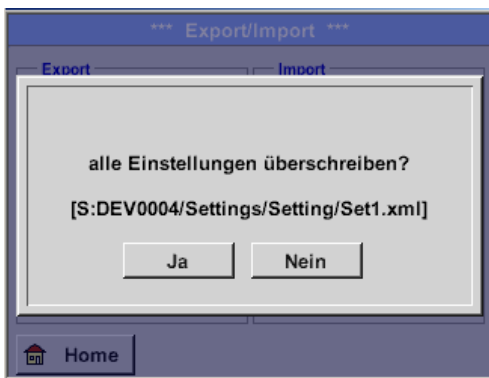 *** Export/Import ***
Export Import
alle Einstellungen überschreiben?
[S:DEV0004/Settings/Setting/Set1.xml]
Ja Nein
Home